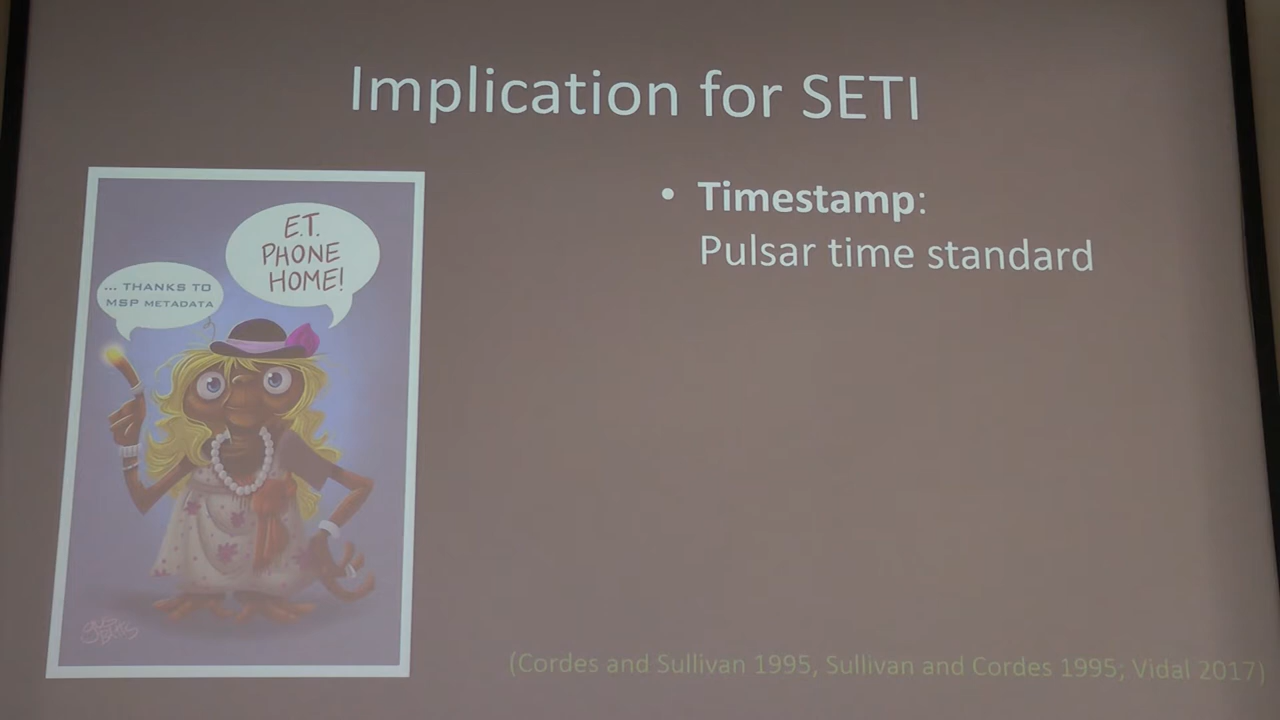 Implication for SETI
E.T.
PHONE
HOME!
... THANKS TO
MSP METADATA
• Timestamp:
Pulsar time standard
(Cordes and Sullivan 1995, Sullivan and Cordes 1995; Vidal 2017)